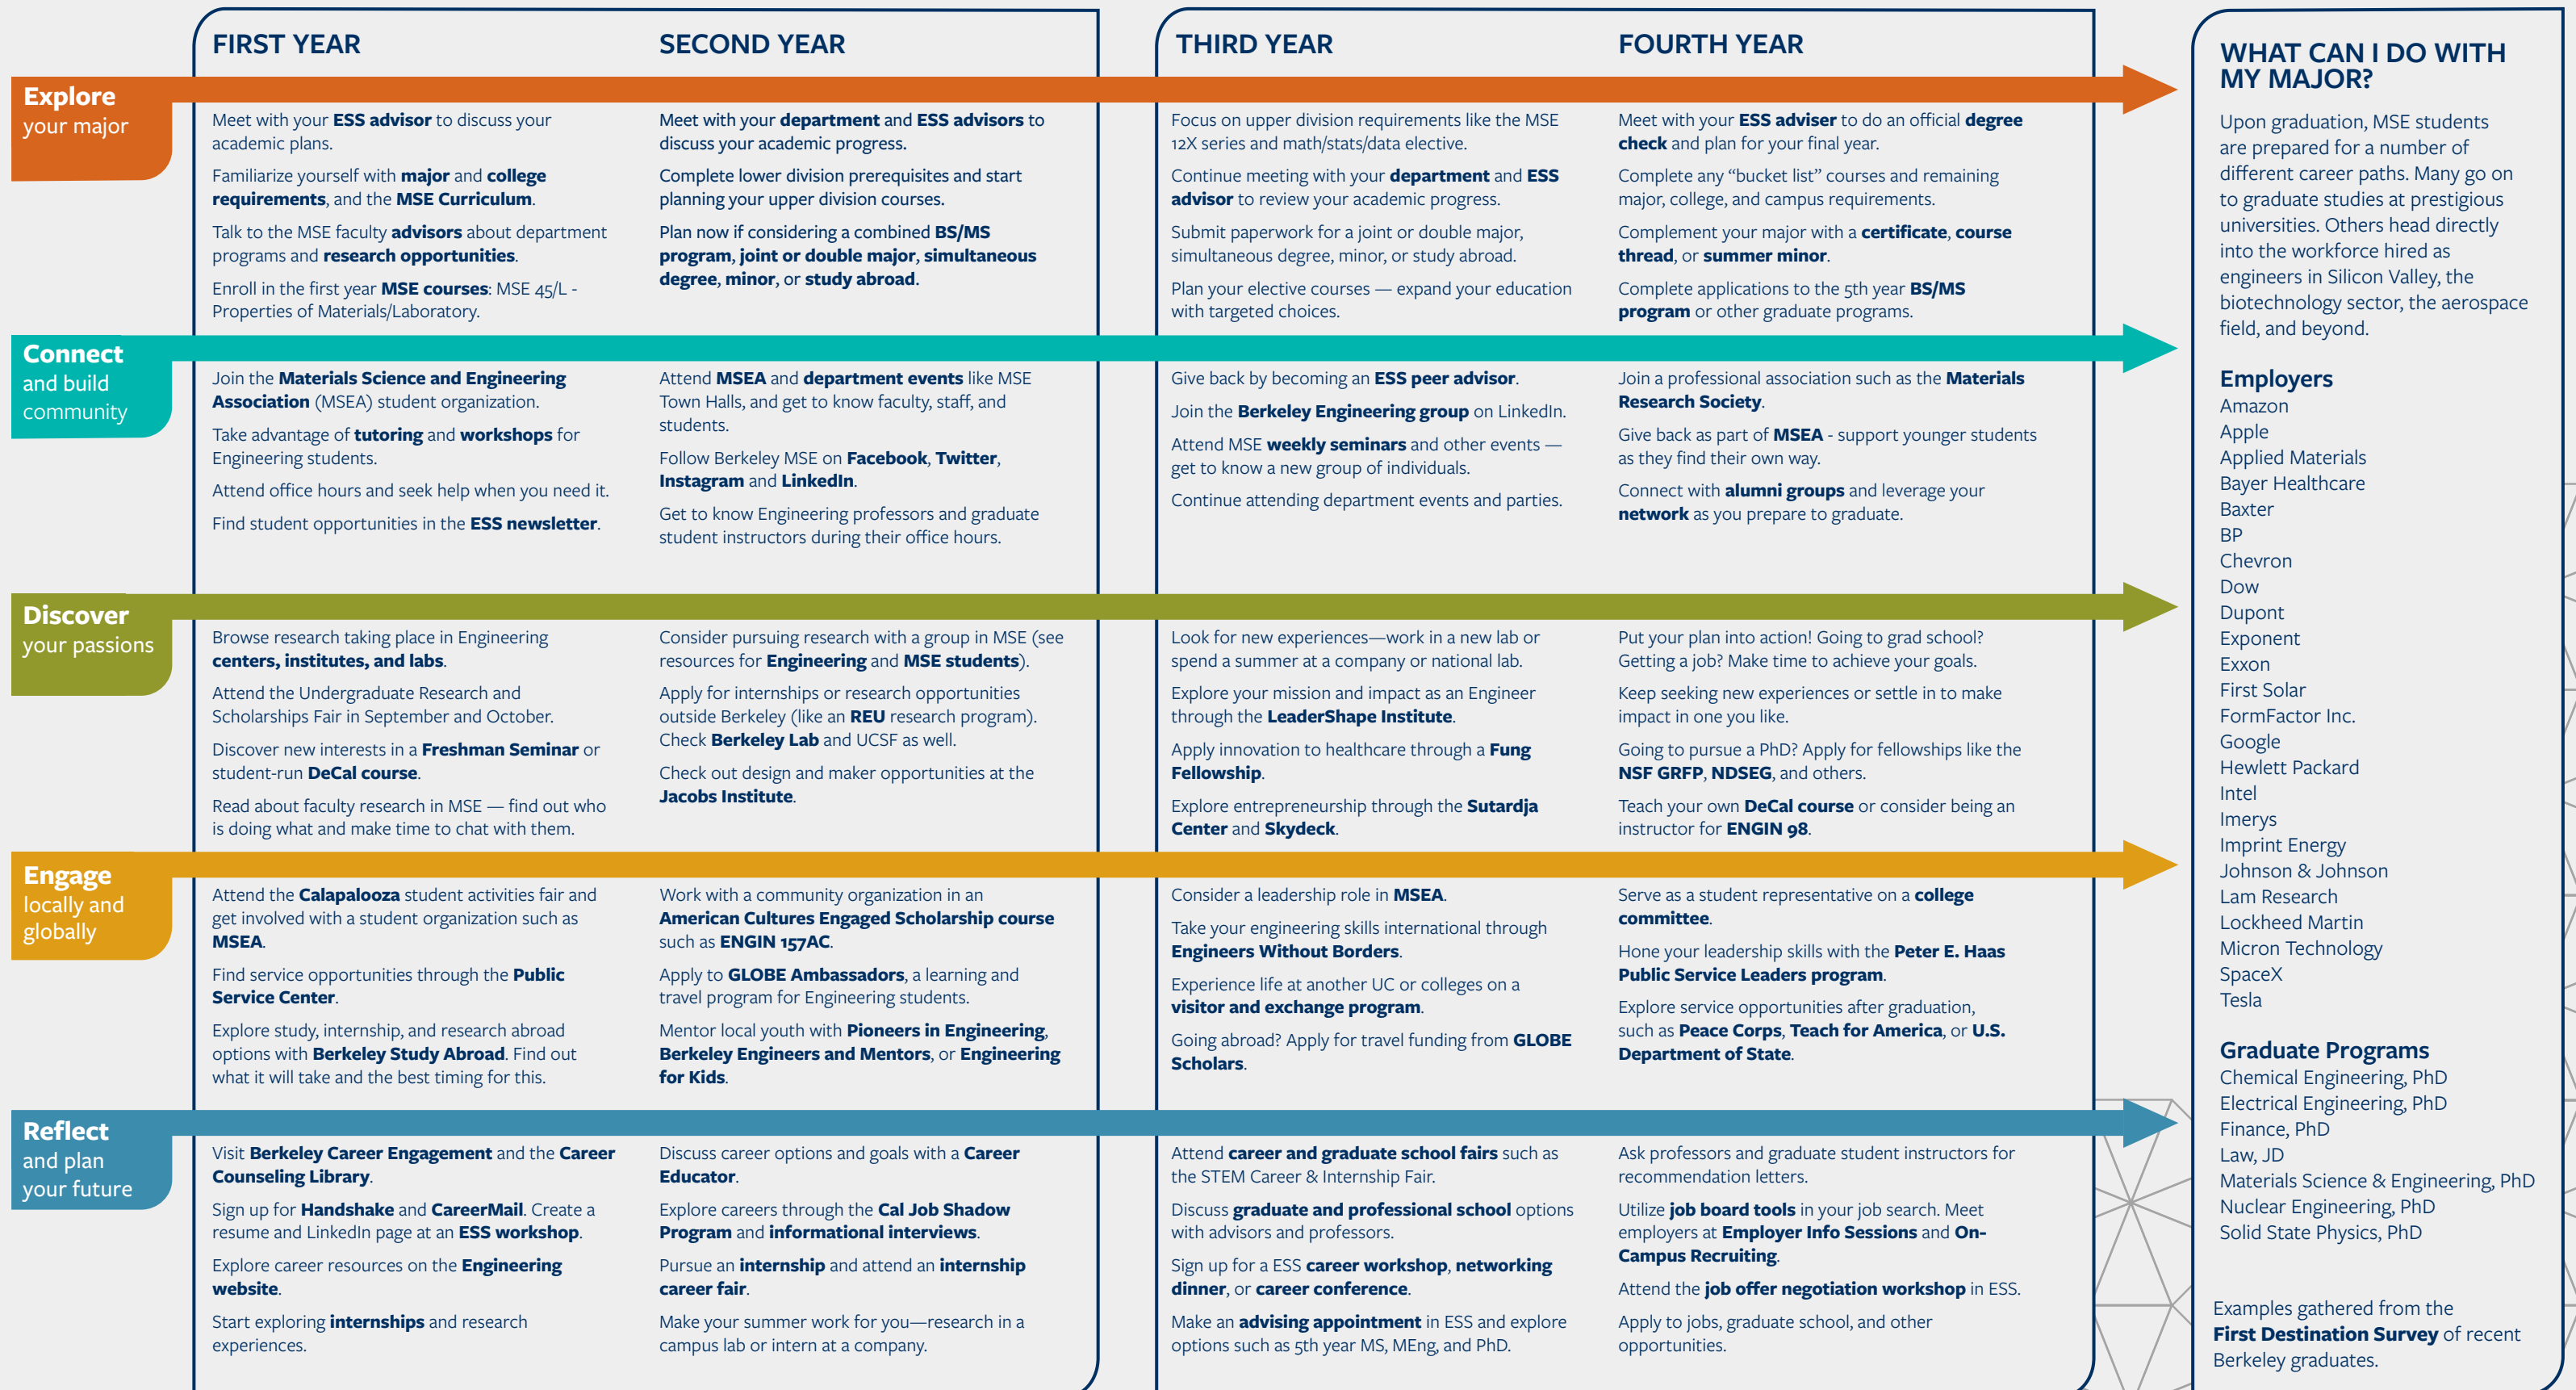 FIRST YEAR
SECOND YEAR
THIRD YEAR
FOURTH YEAR
Explore
your major
Meet with your ESS advisor to discuss your
academic plans.
Familiarize yourself with major and college
requirements, and the MSE Curriculum.
Talk to the MSE faculty advisors about department
programs and research opportunities.
Enroll in the first year MSE courses: MSE 45/L -
Properties of Materials/Laboratory.
Meet with your department and ESS advisors to
discuss your academic progress.
Complete lower division prerequisites and start
planning your upper division courses.
Plan now if considering a combined BS/MS
program, joint or double major, simultaneous
degree, minor, or study abroad.
Focus on upper division requirements like the MSE
12X series and math/stats/data elective.
Continue meeting with your department and ESS
advisor to review your academic progress.
Submit paperwork for a joint or double major,
simultaneous degree, minor, or study abroad.
Plan your elective courses — expand your education
with targeted choices.
Meet with your ESS adviser to do an official degree
check and plan for your final year.
Complete any “bucket list” courses and remaining
major, college, and campus requirements.
Complement your major with a certificate, course
thread, or summer minor.
Complete applications to the 5th year BS/MS
program or other graduate programs.
Connect
and build
community
Join the Materials Science and Engineering
Association (MSEA) student organization.
Take advantage of tutoring and workshops for
Engineering students.
Attend office hours and seek help when you need it.
Find student opportunities in the ESS newsletter.
Attend MSEA and department events like MSE
Town Halls, and get to know faculty, staff, and
students.
Follow Berkeley MSE on Facebook, Twitter,
Instagram and LinkedIn.
Get to know Engineering professors and graduate
student instructors during their office hours.
Give back by becoming an ESS peer advisor.
Join the Berkeley Engineering group on LinkedIn.
Attend MSE weekly seminars and other events —
get to know a new group of individuals.
Continue attending department events and parties.
Join a professional association such as the Materials
Research Society.
Give back as part of MSEA - support younger students
as they find their own way.
Connect with alumni groups and leverage your
network as you prepare to graduate.
Discover
your passions
Browse research taking place in Engineering
centers, institutes, and labs.
Attend the Undergraduate Research and
Scholarships Fair in September and October.
Discover new interests in a Freshman Seminar or
student-run DeCal course.
Read about faculty research in MSE — find out who
is doing what and make time to chat with them.
Consider pursuing research with a group in MSE (see
resources for Engineering and MSE students).
Apply for internships or research opportunities
outside Berkeley (like an REU research program).
Check Berkeley Lab and UCSF as well.
Check out design and maker opportunities at the
Jacobs Institute.
Look for new experiences—work in a new lab or
spend a summer at a company or national lab.
Explore your mission and impact as an Engineer
through the LeaderShape Institute.
Apply innovation to healthcare through a Fung
Fellowship.
Explore entrepreneurship through the Sutardja
Center and Skydeck.
Put your plan into action! Going to grad school?
Getting a job? Make time to achieve your goals.
Keep seeking new experiences or settle in to make
impact in one you like.
Going to pursue a PhD? Apply for fellowships like the
NSF GRFP, NDSEG, and others.
Teach your own DeCal course or consider being an
instructor for ENGIN 98.
Engage
locally and
globally
Attend the Calapalooza student activities fair and
get involved with a student organization such as
MSEA.
Find service opportunities through the Public
Service Center.
Explore study, internship, and research abroad
options with Berkeley Study Abroad. Find out
what it will take and the best timing for this.
Work with a community organization in an
American Cultures Engaged Scholarship course
such as ENGIN 157AC.
Apply to GLOBE Ambassadors, a learning and
travel program for Engineering students.
Mentor local youth with Pioneers in Engineering,
Berkeley Engineers and Mentors, or Engineering
for Kids.
Consider a leadership role in MSEA.
Take your engineering skills international through
Engineers Without Borders.
Experience life at another UC or colleges on a
visitor and exchange program.
Going abroad? Apply for travel funding from GLOBE
Scholars.
Serve as a student representative on a college
committee.
Hone your leadership skills with the Peter E. Haas
Public Service Leaders program.
Explore service opportunities after graduation,
such as Peace Corps, Teach for America, or U.S.
Department of State.
Reflect
and plan
your future
Visit Berkeley Career Engagement and the Career
Counseling Library.
Sign up for Handshake and CareerMail. Create a
resume and LinkedIn page at an ESS workshop.
Explore career resources on the Engineering
website.
Start exploring internships and research
experiences.
Discuss career options and goals with a Career
Educator.
Explore careers through the Cal Job Shadow
Program and informational interviews.
Pursue an internship and attend an internship
career fair.
Make your summer work for you—research in a
campus lab or intern at a company.
Attend career and graduate school fairs such as
the STEM Career & Internship Fair.
Discuss graduate and professional school options
with advisors and professors.
Sign up for a ESS career workshop, networking
dinner, or career conference.
Make an advising appointment in ESS and explore
options such as 5th year MS, MEng, and PhD.
Ask professors and graduate student instructors for
recommendation letters.
Utilize job board tools in your job search. Meet
employers at Employer Info Sessions and On-
Campus Recruiting.
Attend the job offer negotiation workshop in ESS.
Apply to jobs, graduate school, and other
opportunities.
WHAT CAN I DO WITH
MY MAJOR?
Upon graduation, MSE students
are prepared for a number of
different career paths. Many go on
to graduate studies at prestigious
universities. Others head directly
into the workforce hired as
engineers in Silicon Valley, the
biotechnology sector, the aerospace
field, and beyond.
Employers
Amazon
Apple
Applied Materials
Bayer Healthcare
Baxter
BP
Chevron
Dow
Dupont
Exponent
Exxon
First Solar
FormFactor Inc.
Google
Hewlett Packard
Intel
Imerys
Imprint Energy
Johnson & Johnson
Lam Research
Lockheed Martin
Micron Technology
SpaceX
Tesla
Graduate Programs
Chemical Engineering, PhD
Electrical Engineering, PhD
Finance, PhD
Law, JD
Materials Science & Engineering, PhD
Nuclear Engineering, PhD
Solid State Physics, PhD
Examples gathered from the
First Destination Survey of recent
Berkeley graduates.